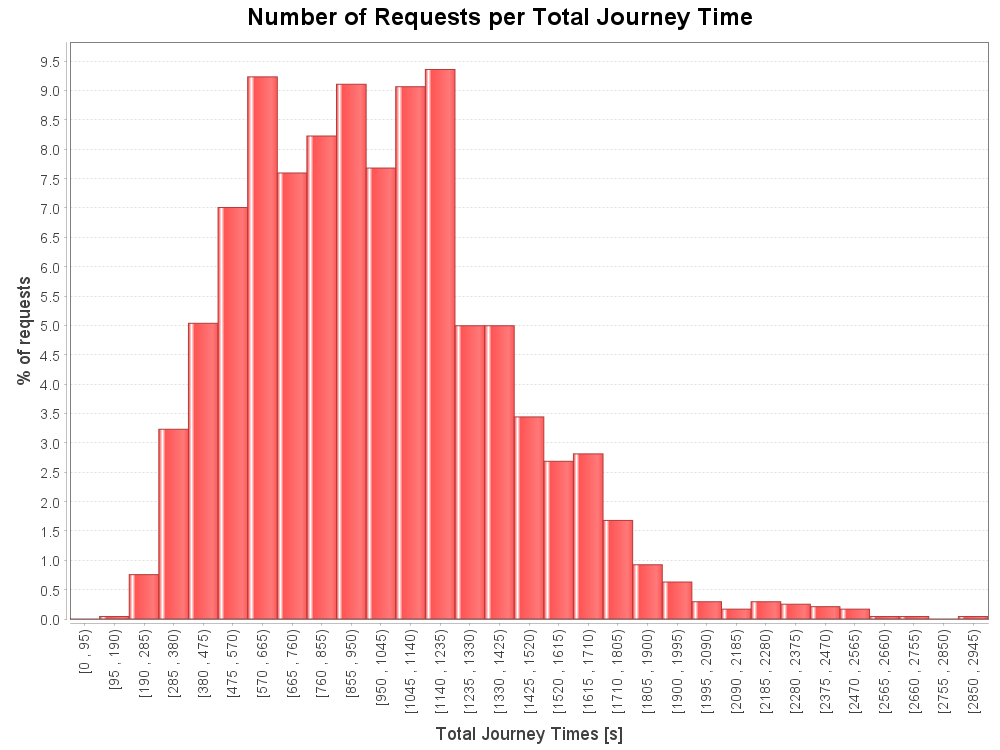 Number of Requests per Total Journey Time
% of requests
9.5
9.0
8.5
8.0
7.5
7.0
6.5
6.0
5.5
5.0
4.5
4.0
3.5
3.0
2.5
2.0
1.5
1.0
0.5
0.0
[0 , 95)
[95 , 190)
[190 , 285)
[285 , 380)
[380 , 475)
[475 , 570)
[570 , 665)
[665 , 760)
[760 , 855)
[855 , 950)
[950 , 1045)
[1045 , 1140)
[1140 , 1235)
[1235 , 1330)
[1330 , 1425)
[1425 , 1520)
[1520 , 1615)
[1615 , 1710)
[1710 , 1805)
[1805 , 1900)
[1900 , 1995)
[1995 , 2090)
[2090 , 2185)
[2185 , 2280)
[2280 , 2375)
[2375 , 2470)
[2470 , 2565)
[2565 , 2660)
[2660 , 2755)
[2755 , 2850)
[2850 , 2945)
Total Journey Times [s]